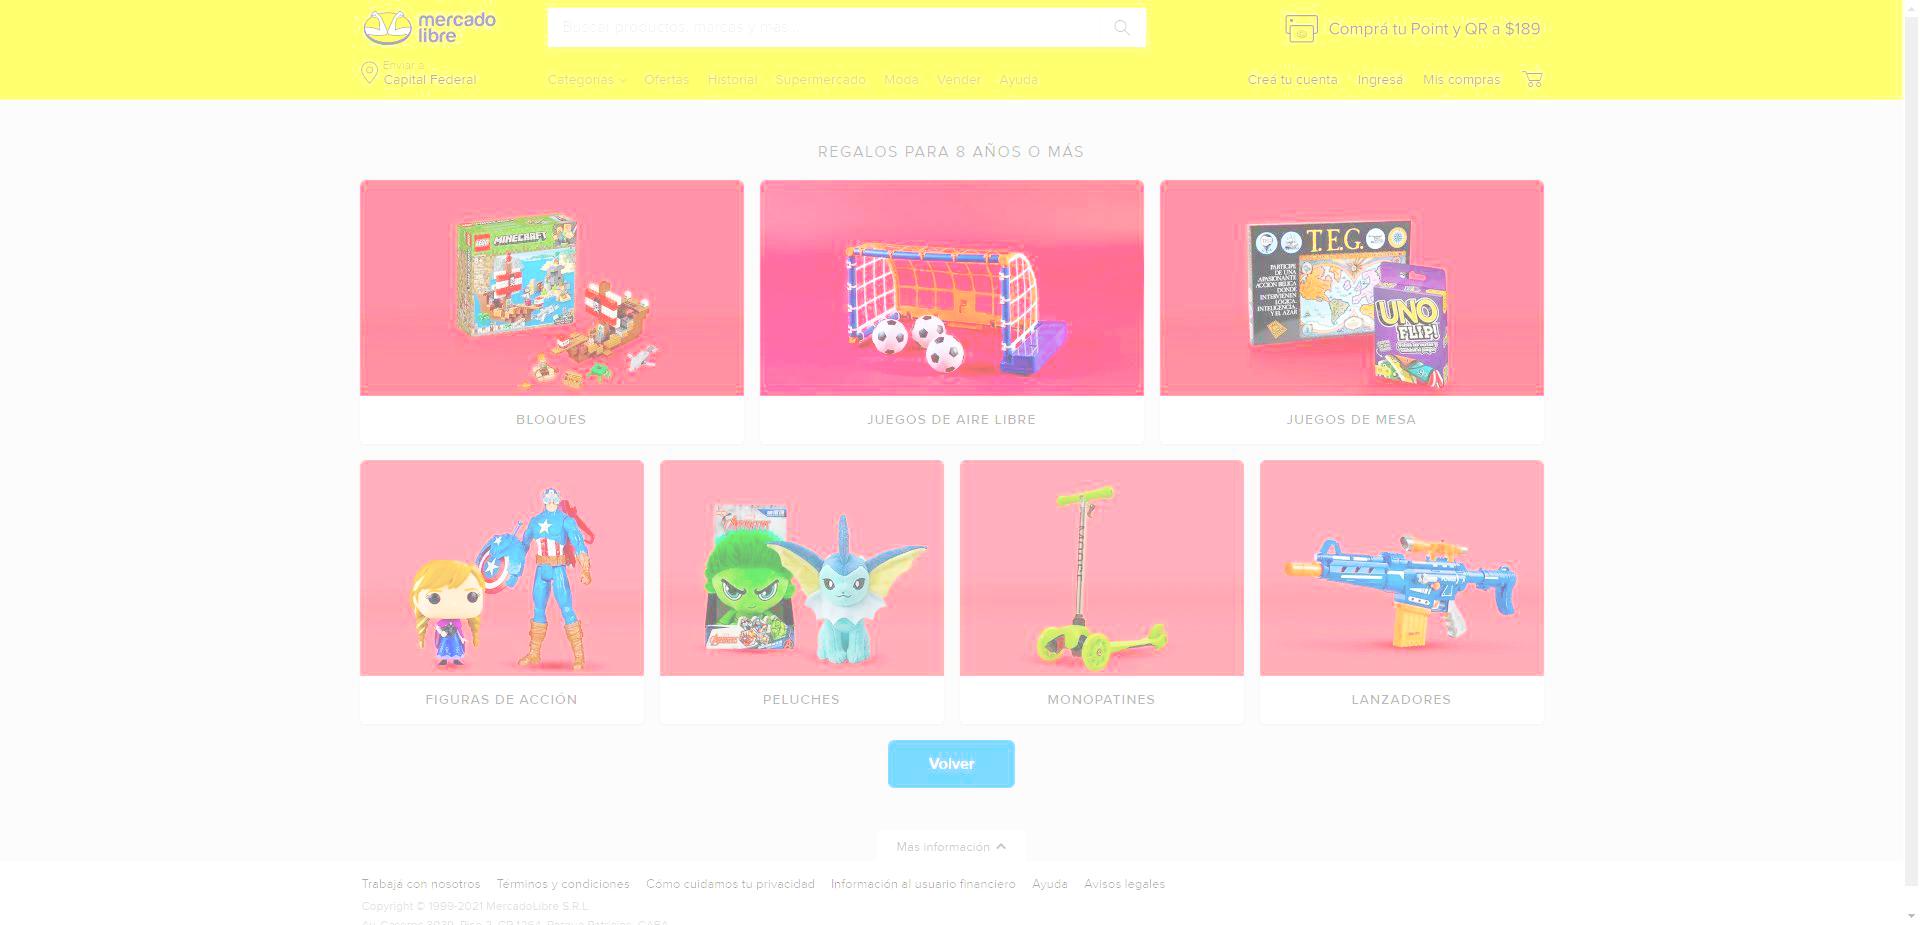 mercado
libre
Buscar productos, marcas y más...
Comprá tu Point y QR a $189
Enviar a
Capital Federal
Categorías
Ofertas
Historial
Supermercado
Moda
Vender
Ayuda
Creá tu cuenta
Ingresá
Mis compras
REGALOS PARA 8 AÑOS O MÁS
LEGO MINECRAFT
T.E.G.
PARTICIPE
DE UNA
APASIONANTE
ACCION BELICA
DONDE
INTERVIENEN
LOGICA,
INTELIGENCIA,
Y EL AZAR
UNO
FLIP!
BLOQUES
JUEGOS DE AIRE LIBRE
JUEGOS DE MESA
AVENGERS
FIGURAS DE ACCIÓN
PELUCHES
MONOPATINES
LANZADORES
Volver
Más información
Trabajá con nosotros
Términos y condiciones
Cómo cuidamos tu privacidad
Información al usuario financiero
Ayuda
Avisos legales
Copyright © 1999-2021 MercadoLibre S.R.L.